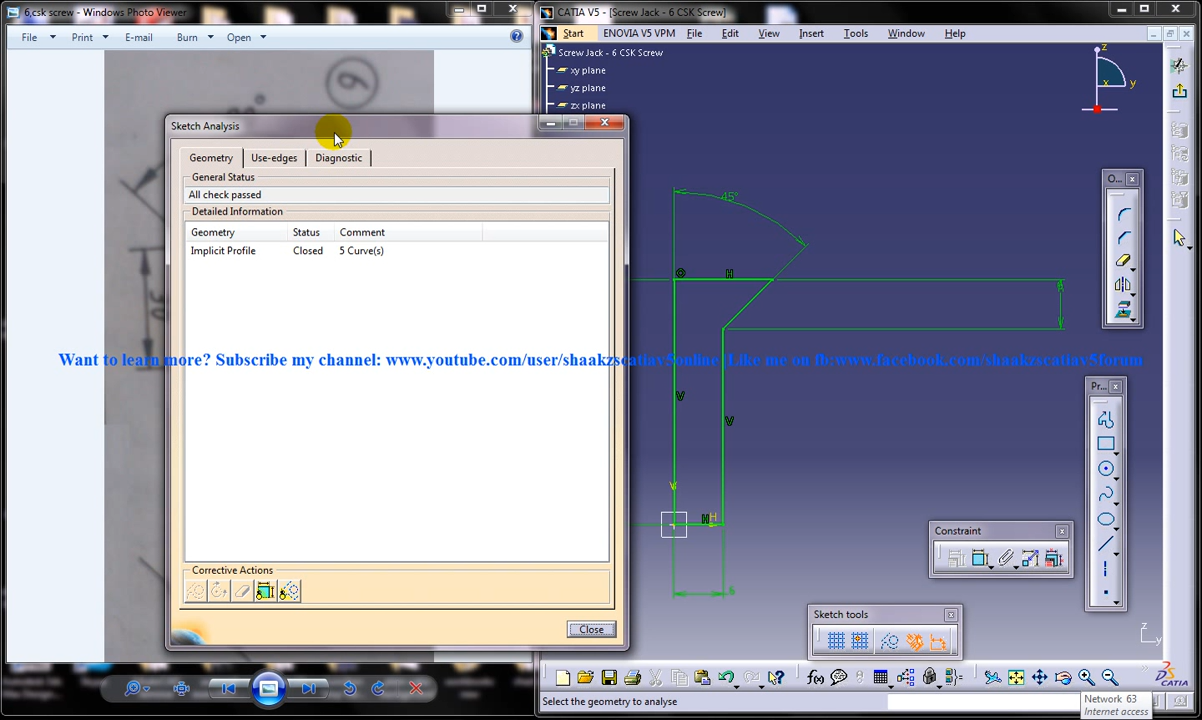 6,csk screw - Windows Photo Viewer
File Print E-mail Burn Open
6
30
CATIA V5 - [Screw Jack - 6 CSK Screw]
Start ENOVIA V5 VPM File Edit View Insert Tools Window Help
Screw Jack - 6 CSK Screw
xy plane
yz plane
zx plane
z
x y
Sketch Analysis
Geometry Use-edges Diagnostic
General Status
All check passed
Detailed Information
Geometry Status Comment
Implicit Profile Closed 5 Curve(s)
Corrective Actions
Close
45°
H
V
V
V
H H
6
O...
Pr...
Constraint
Sketch tools
z
y
Want to learn more? Subscribe my channel: www.youtube.com/user/shaakzscatiav5online /Like me on fb:www.facebook.com/shaakzscatiav5forum
Select the geometry to analyse
CATIA
Network 63
Internet access